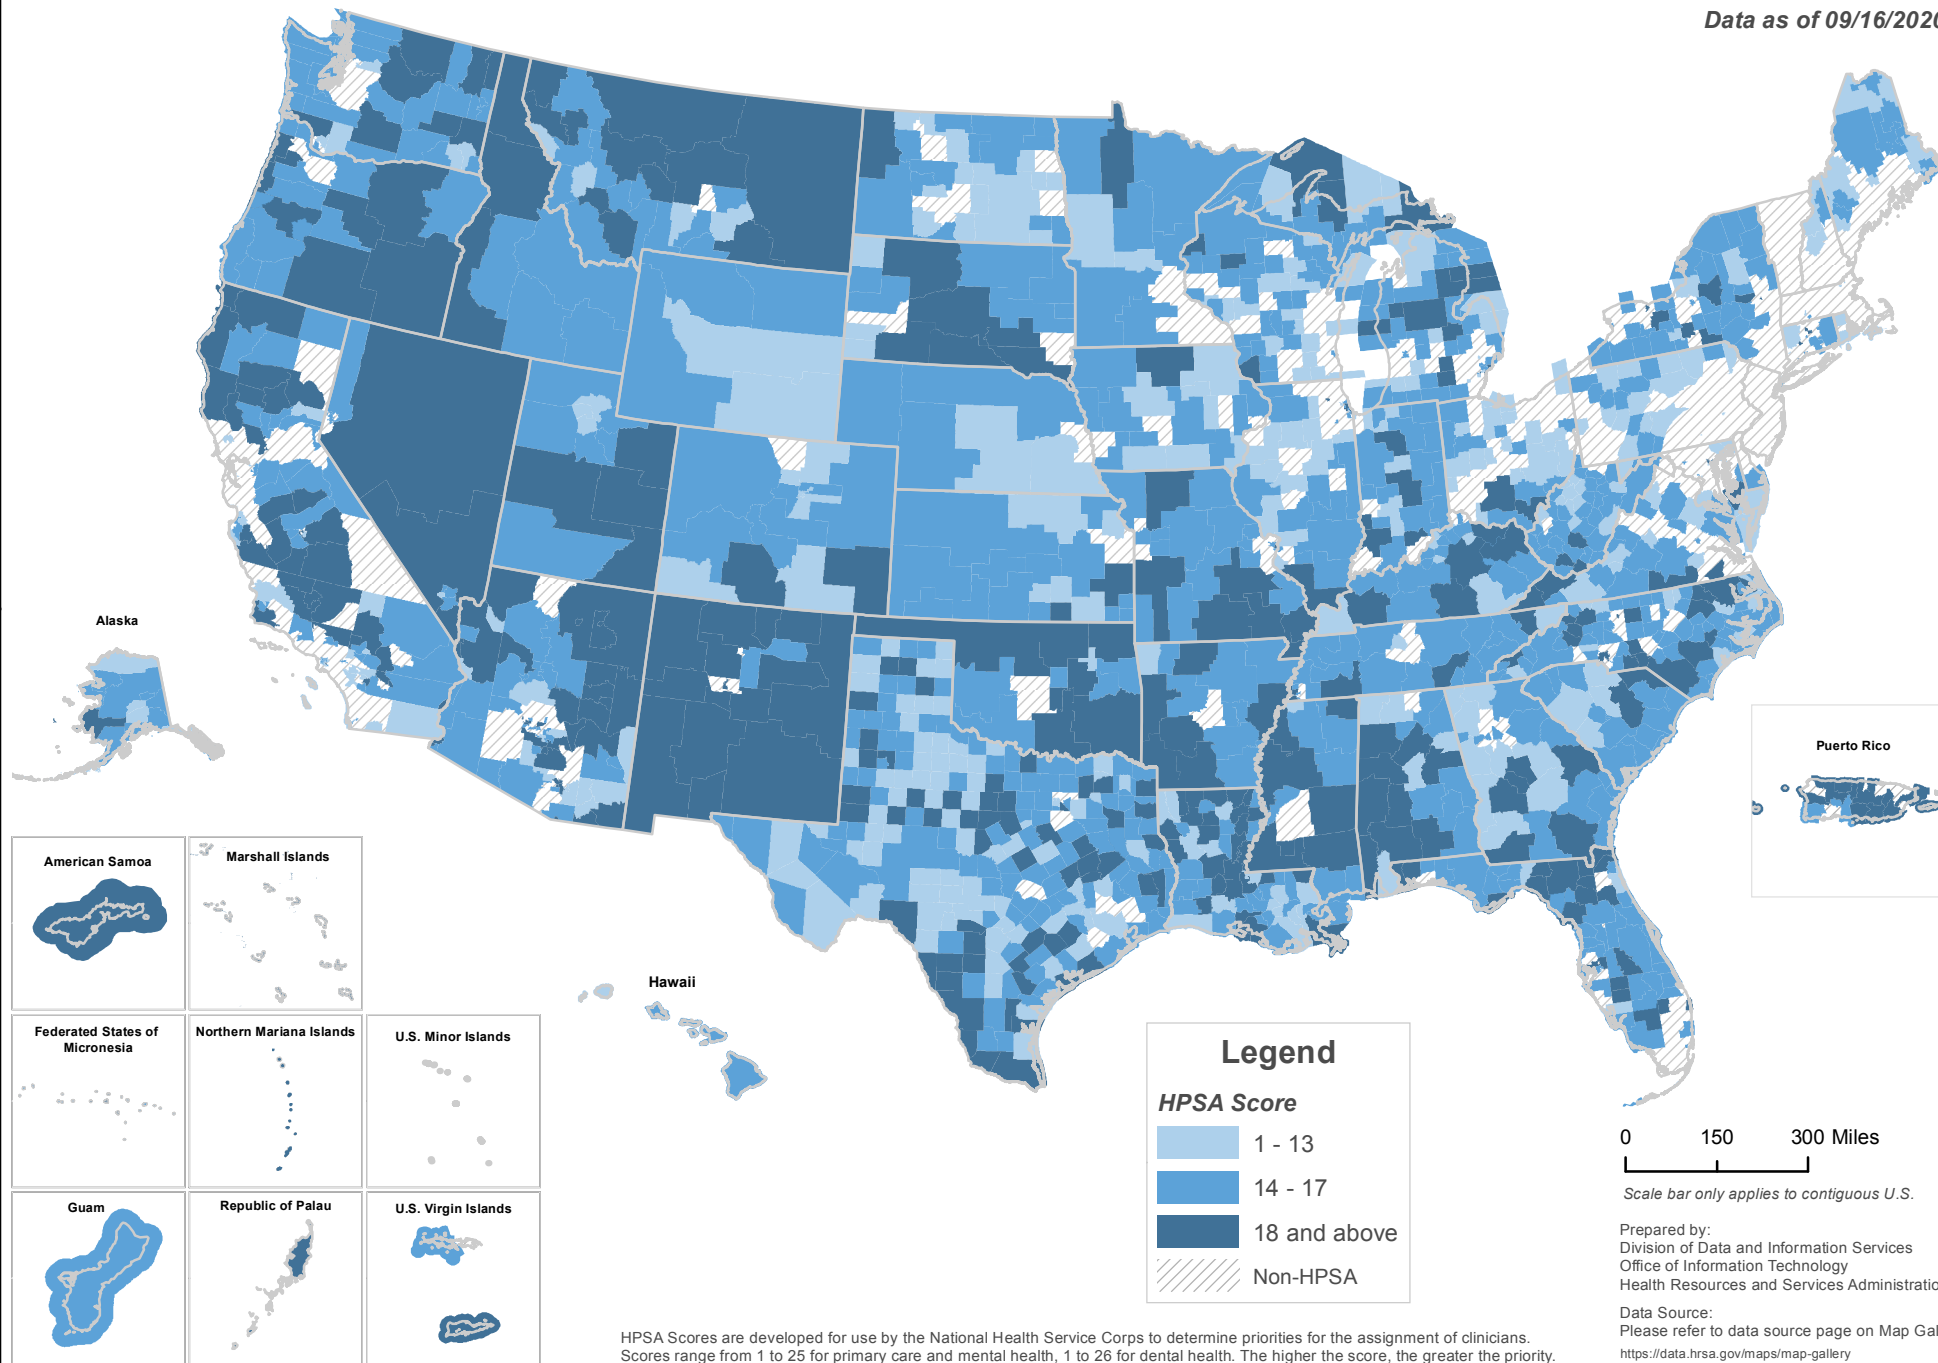 Data as of 09/16/2020
Alaska
Puerto Rico
American Samoa
Marshall Islands
Hawaii
Federated States of
Micronesia
Northern Mariana Islands
U.S. Minor Islands
Guam
Republic of Palau
U.S. Virgin Islands
Legend
HPSA Score
1 - 13
14 - 17
18 and above
Non-HPSA
0 150 300 Miles
Scale bar only applies to contiguous U.S.
Prepared by:
Division of Data and Information Services
Office of Information Technology
Health Resources and Services Administratio
Data Source:
Please refer to data source page on Map Gal
https://data.hrsa.gov/maps/map-gallery
HPSA Scores are developed for use by the National Health Service Corps to determine priorities for the assignment of clinicians.
Scores range from 1 to 25 for primary care and mental health, 1 to 26 for dental health. The higher the score, the greater the priority.